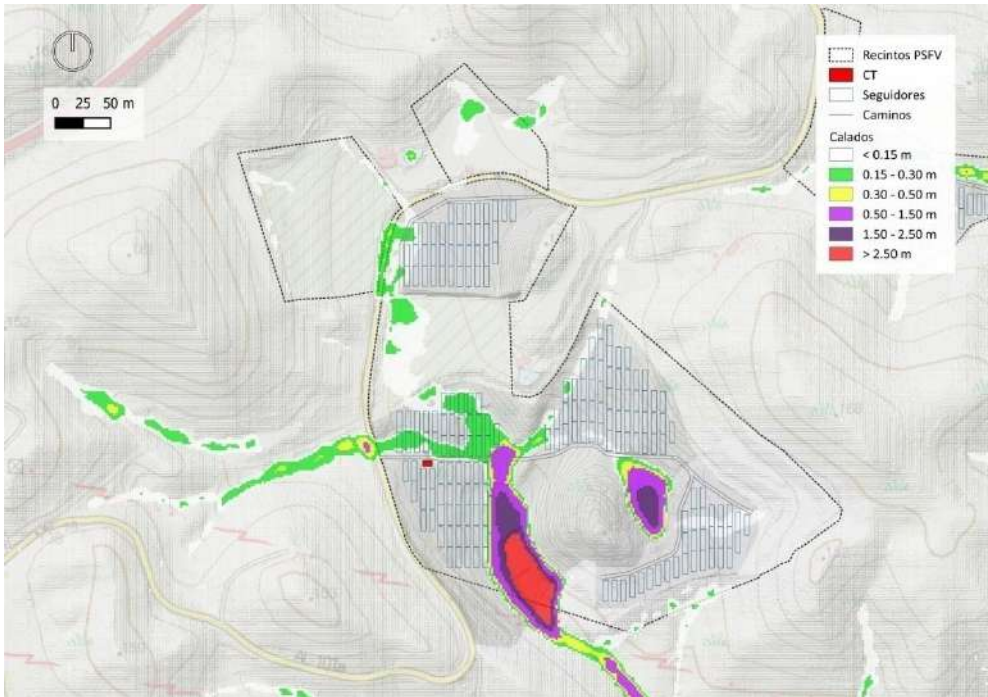 0 25 50 m
Recintos PSFV
CT
Seguidores
Caminos
Calados
< 0.15 m
0.15 - 0.30 m
0.30 - 0.50 m
0.50 - 1.50 m
1.50 - 2.50 m
> 2.50 m